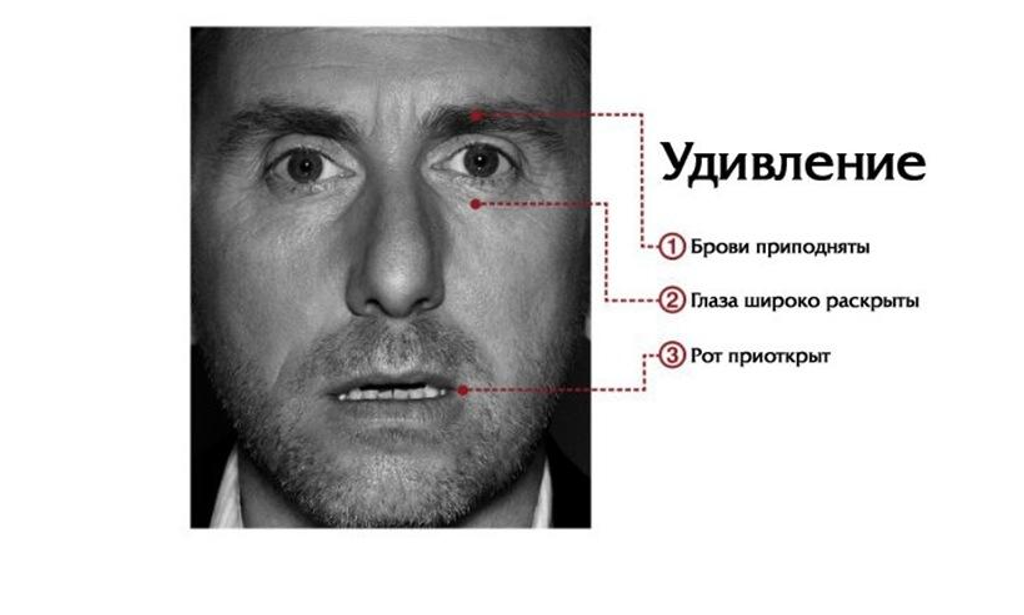 Удивление
1 Брови приподняты
2 Глаза широко раскрыты
3 Рот приоткрыт